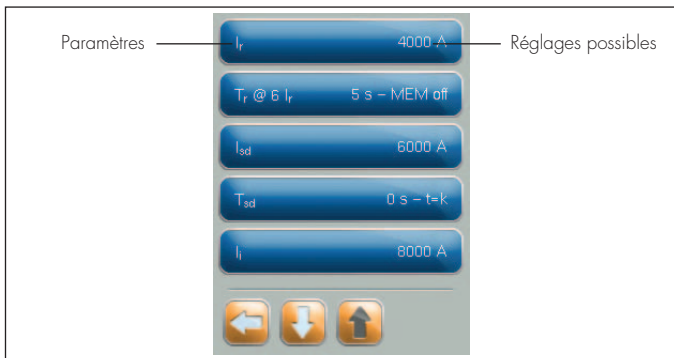 Paramètres
Réglages possibles
Ir 4000 A
Tr @ 6 Ir 5 s – MEM off
Isd 6000 A
Tsd 0 s – t=k
Ii 8000 A